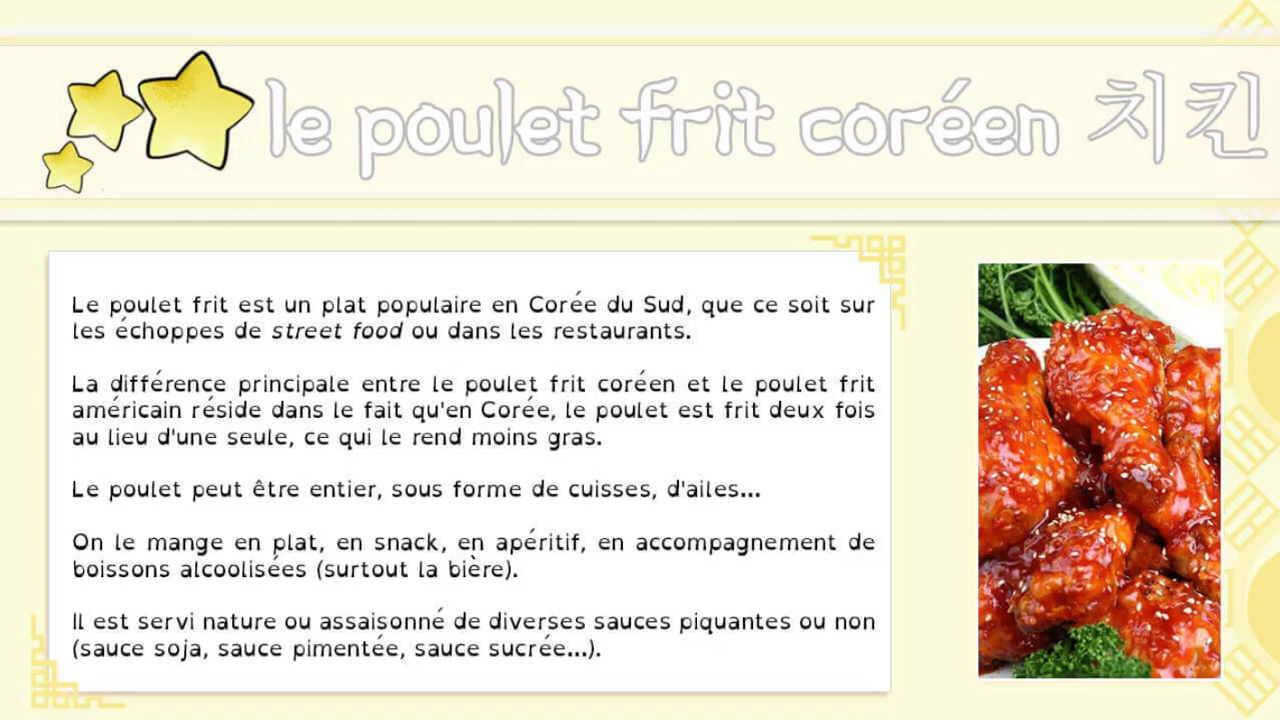 le poulet frit coréen 치킨
Le poulet frit est un plat populaire en Corée du Sud, que ce soit sur
les échoppes de street food ou dans les restaurants.
La différence principale entre le poulet frit coréen et le poulet frit
américain réside dans le fait qu'en Corée, le poulet est frit deux fois
au lieu d'une seule, ce qui le rend moins gras.
Le poulet peut être entier, sous forme de cuisses, d'ailes...
On le mange en plat, en snack, en apéritif, en accompagnement de
boissons alcoolisées (surtout la bière).
Il est servi nature ou assaisonné de diverses sauces piquantes ou non
(sauce soja, sauce pimentée, sauce sucrée...).